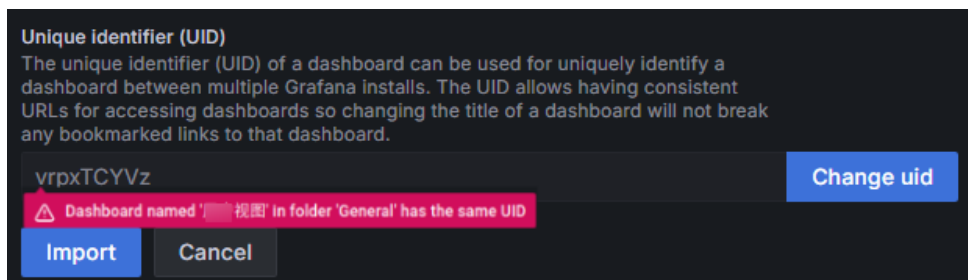 Unique identifier (UID)
The unique identifier (UID) of a dashboard can be used for uniquely identify a
dashboard between multiple Grafana installs. The UID allows having consistent
URLs for accessing dashboards so changing the title of a dashboard will not break
any bookmarked links to that dashboard.
vrpxTCYVz
Change uid
Dashboard named ' 视图' in folder 'General' has the same UID
Import
Cancel